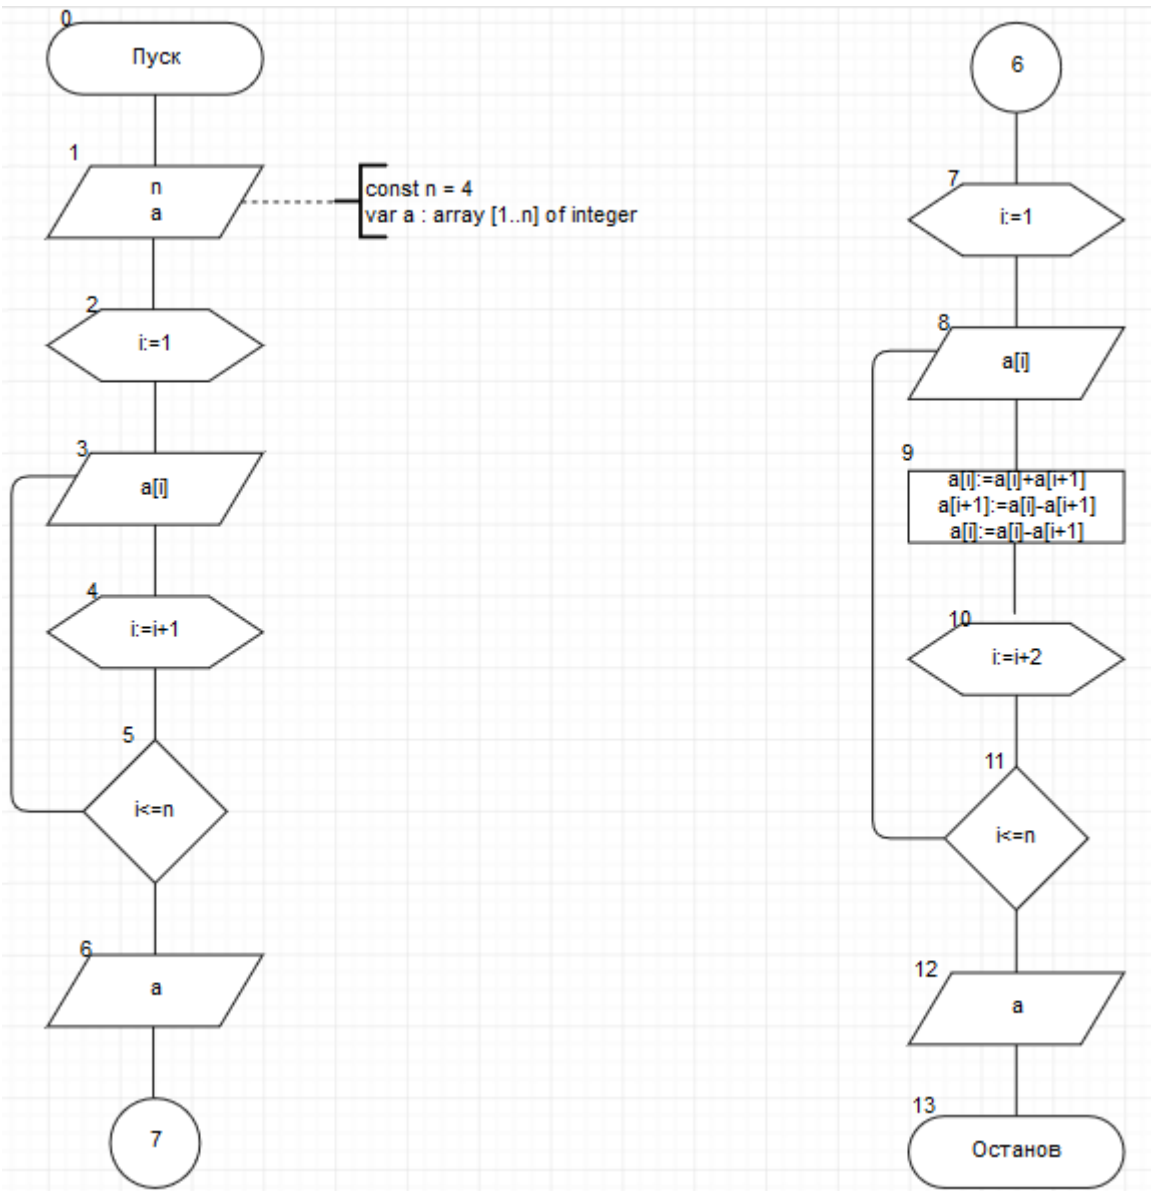 0
Пуск
1
n
a
const n = 4
var a : array [1..n] of integer
2
i:=1
3
a[i]
4
i:=i+1
5
i<=n
6
a
7
6
7
i:=1
8
a[i]
9
a[i]:=a[i]+a[i+1]
a[i+1]:=a[i]-a[i+1]
a[i]:=a[i]-a[i+1]
10
i:=i+2
11
i<=n
12
a
13
Останов